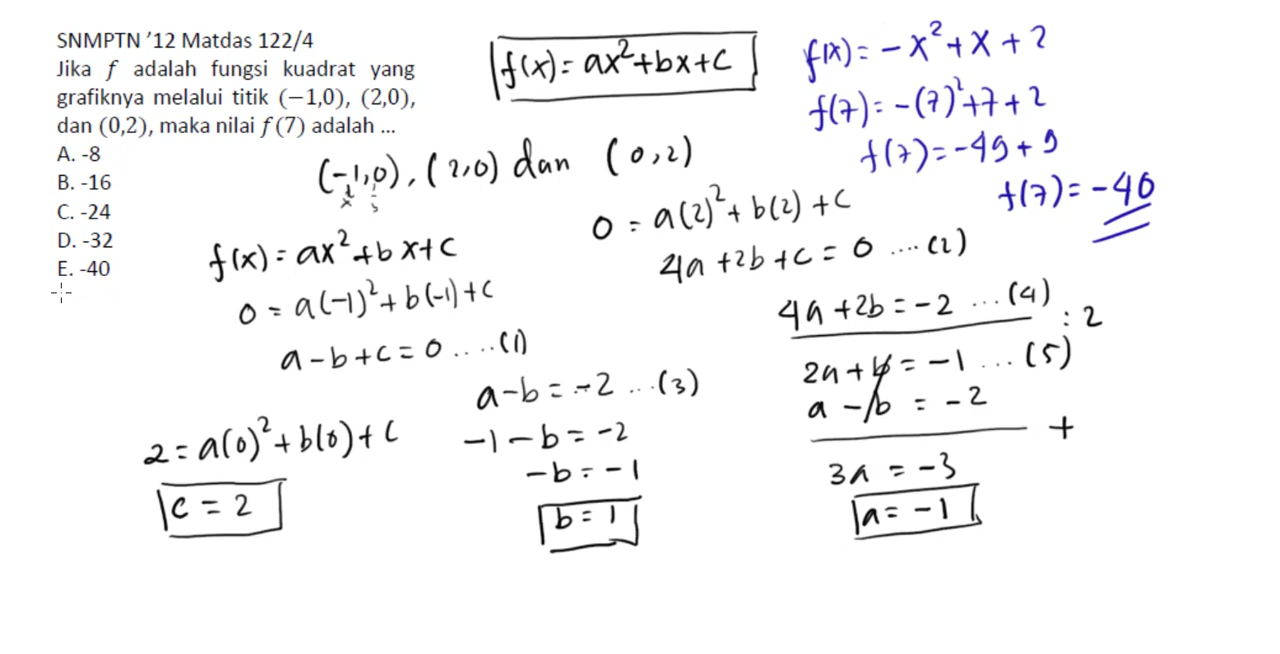 SNMPTN '12 Matdas 122/4
Jika f adalah fungsi kuadrat yang
grafiknya melalui titik (−1,0), (2,0),
dan (0,2), maka nilai f(7) adalah ...
A. -8
B. -16
C. -24
D. -32
E. -40
f(x) = ax²+bx+c
(-1,0), (2,0) dan (0,2)
x
f(x) = ax²+bx+c
0 = a(-1)²+b(-1)+c
a-b+c = 0 ....(1)
2 = a(0)²+b(0)+c
c = 2
0 = a(2)²+b(2)+c
4a+2b+c = 0 ....(2)
a-b = -2 ...(3)
-1-b = -2
-b = -1
b = 1
4a+2b = -2 ...(4)
: 2
2a+b = -1 ...(5)
a-b = -2
+
3a = -3
a = -1
f(x) = -x²+x+2
f(7) = -(7)²+7+2
f(7) = -49+9
f(7) = -40